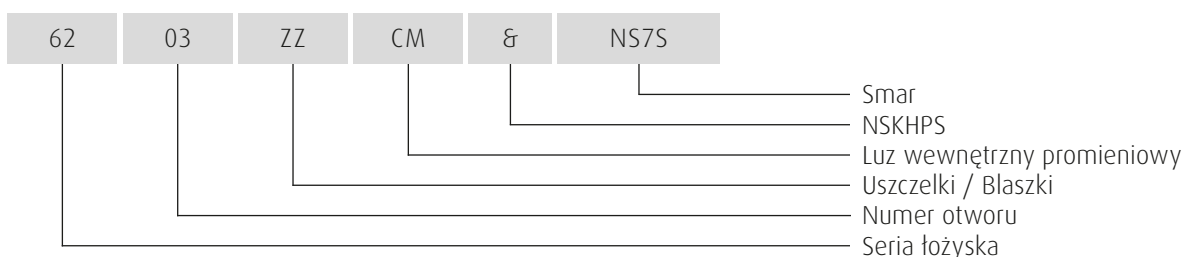 62 03 ZZ CM & NS7S
Smar
NSKHPS
Luz wewnętrzny promieniowy
Uszczelki / Blaszki
Numer otworu
Seria łożyska